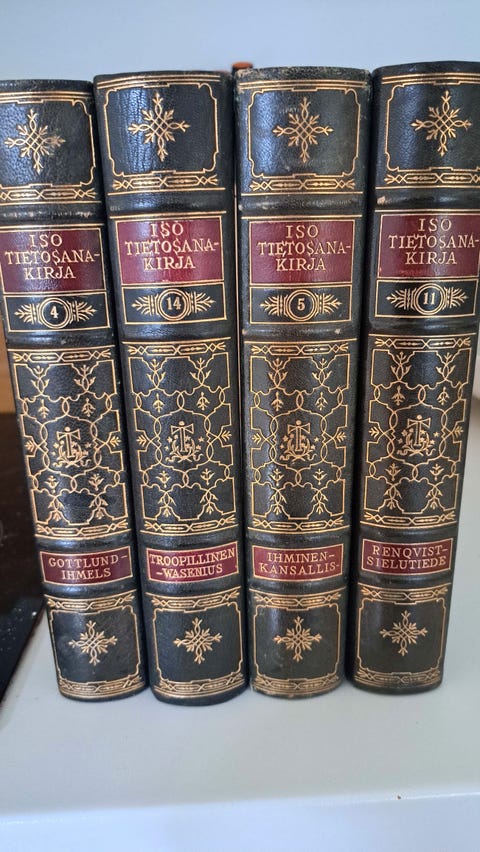 ISO
TIETOSANA-
KIRJA
4
GOTTLUND-
IHMELS
ISO
TIETOSANA-
KIRJA
14
TROOPILLINEN
-WASENIUS
ISO
TIETOSANA-
KIRJA
5
IHMINEN-
KANSALLIS-
ISO
TIETOSANA-
KIRJA
11
RENQVIST-
SIELUTIEDE